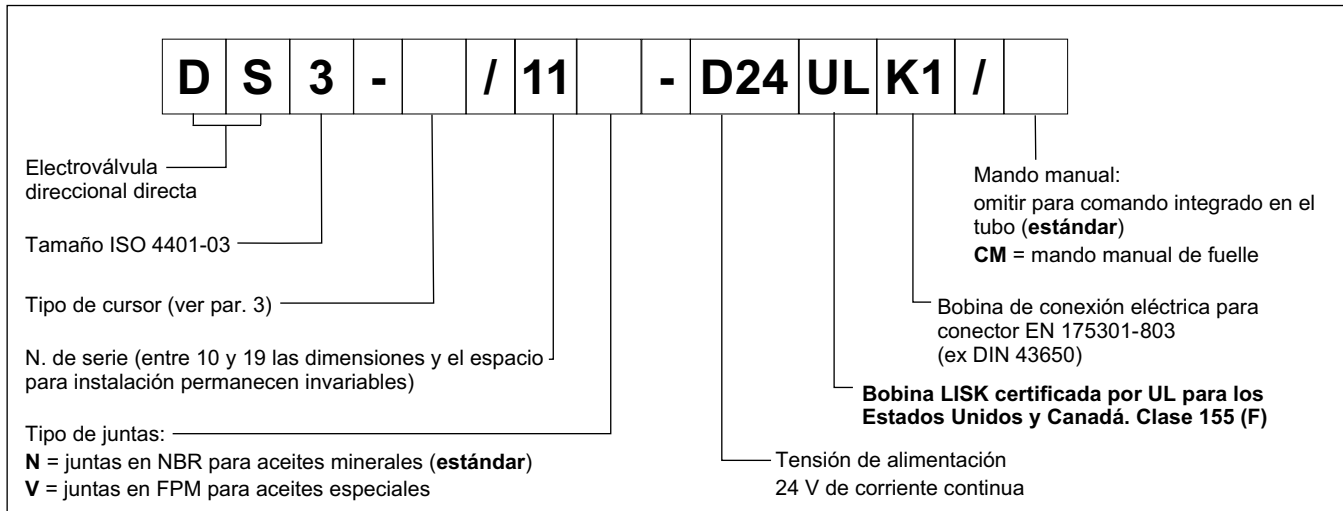 D S 3 - / 11 - D24 UL K1 /
Electroválvula
direccional directa
Tamaño ISO 4401-03
Tipo de cursor (ver par. 3)
N. de serie (entre 10 y 19 las dimensiones y el espacio
para instalación permanecen invariables)
Tipo de juntas:
N = juntas en NBR para aceites minerales (estándar)
V = juntas en FPM para aceites especiales
Mando manual:
omitir para comando integrado en el
tubo (estándar)
CM = mando manual de fuelle
Bobina de conexión eléctrica para
conector EN 175301-803
(ex DIN 43650)
Bobina LISK certificada por UL para los
Estados Unidos y Canadá. Clase 155 (F)
Tensión de alimentación
24 V de corriente continua